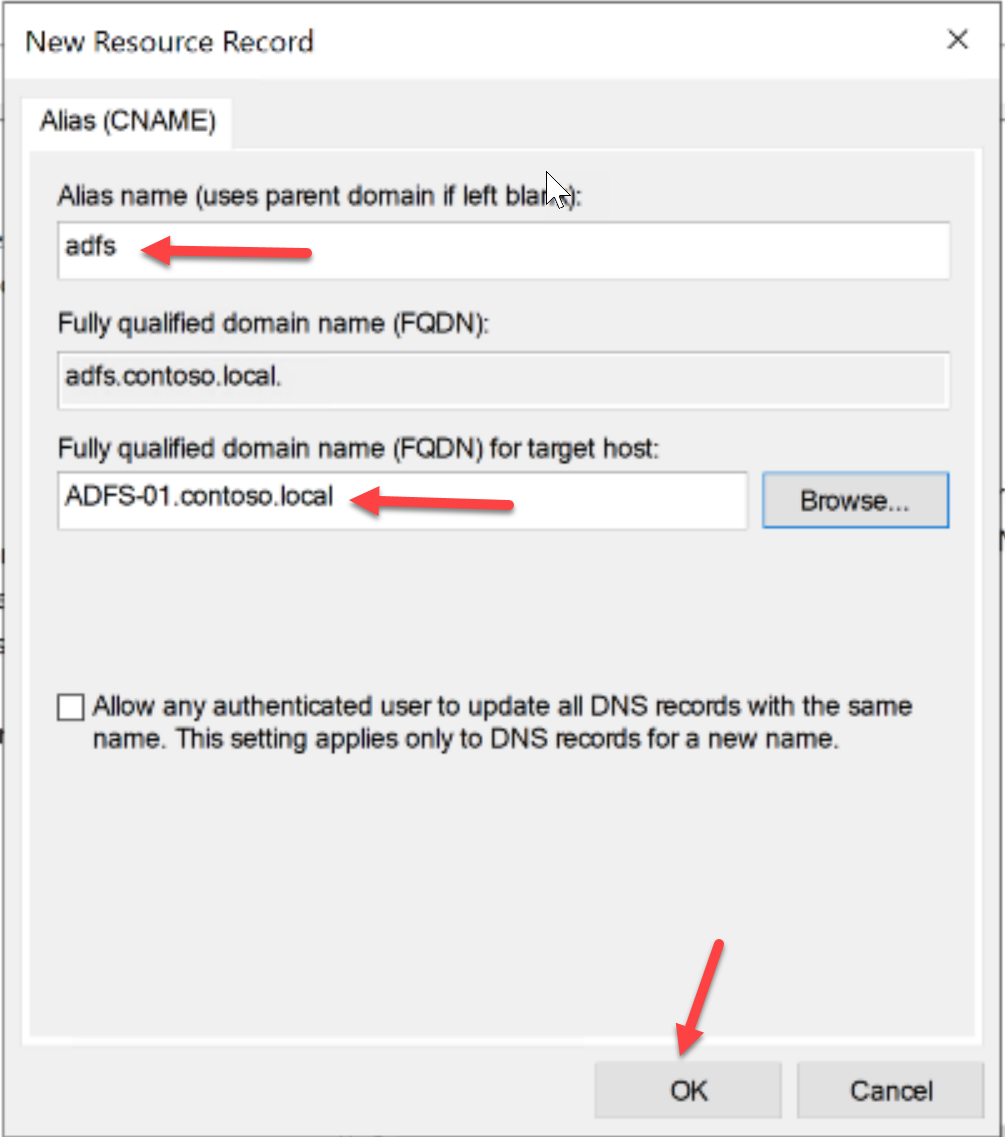 New Resource Record
Alias (CNAME)
Alias name (uses parent domain if left blank):
adfs
Fully qualified domain name (FQDN):
adfs.contoso.local.
Fully qualified domain name (FQDN) for target host:
ADFS-01.contoso.local
Browse...
Allow any authenticated user to update all DNS records with the same
name. This setting applies only to DNS records for a new name.
OK
Cancel